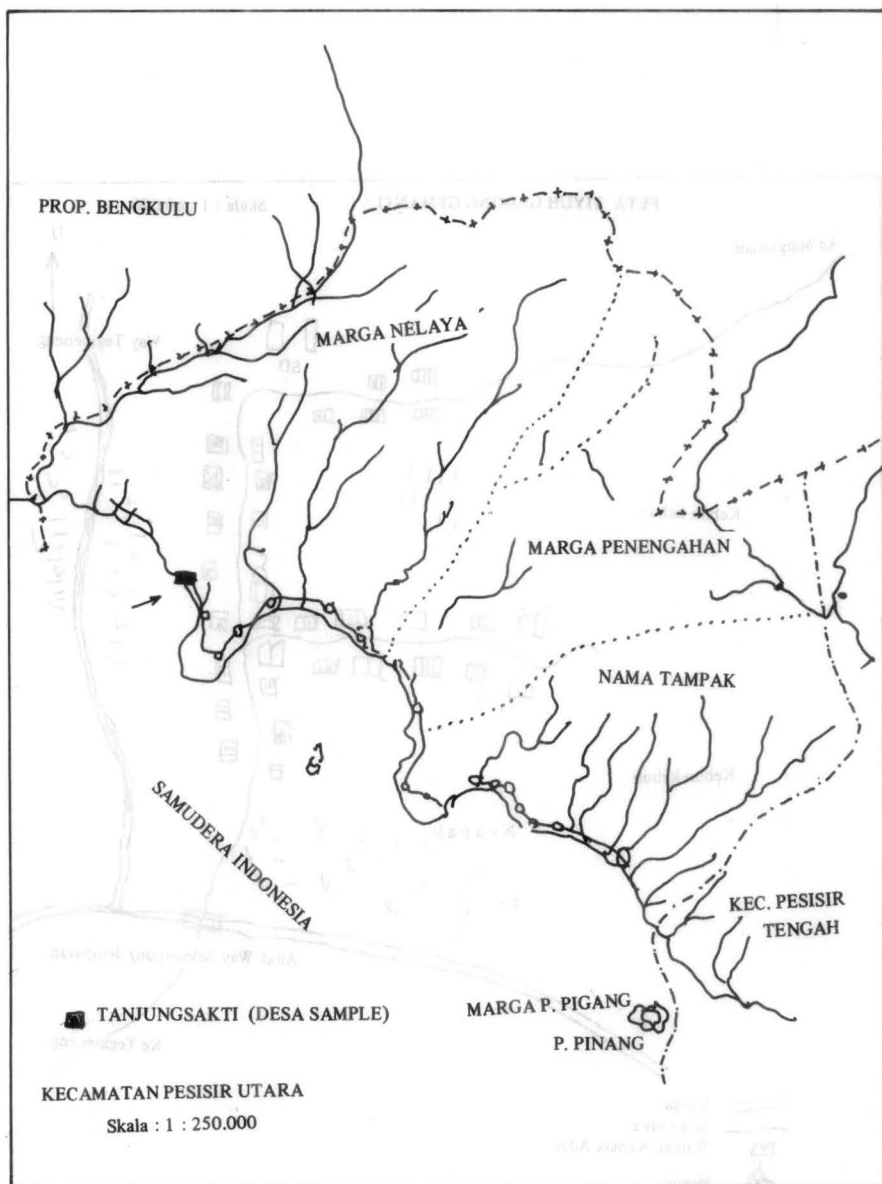 PROP. BENGKULU
MARGA NELAYA
MARGA PENENGAHAN
NAMA TAMPAK
SAMUDERA INDONESIA
KEC. PESISIR
TENGAH
MARGA P. PIGANG
P. PINANG
TANJUNGSAKTI (DESA SAMPLE)
KECAMATAN PESISIR UTARA
Skala : 1 : 250.000